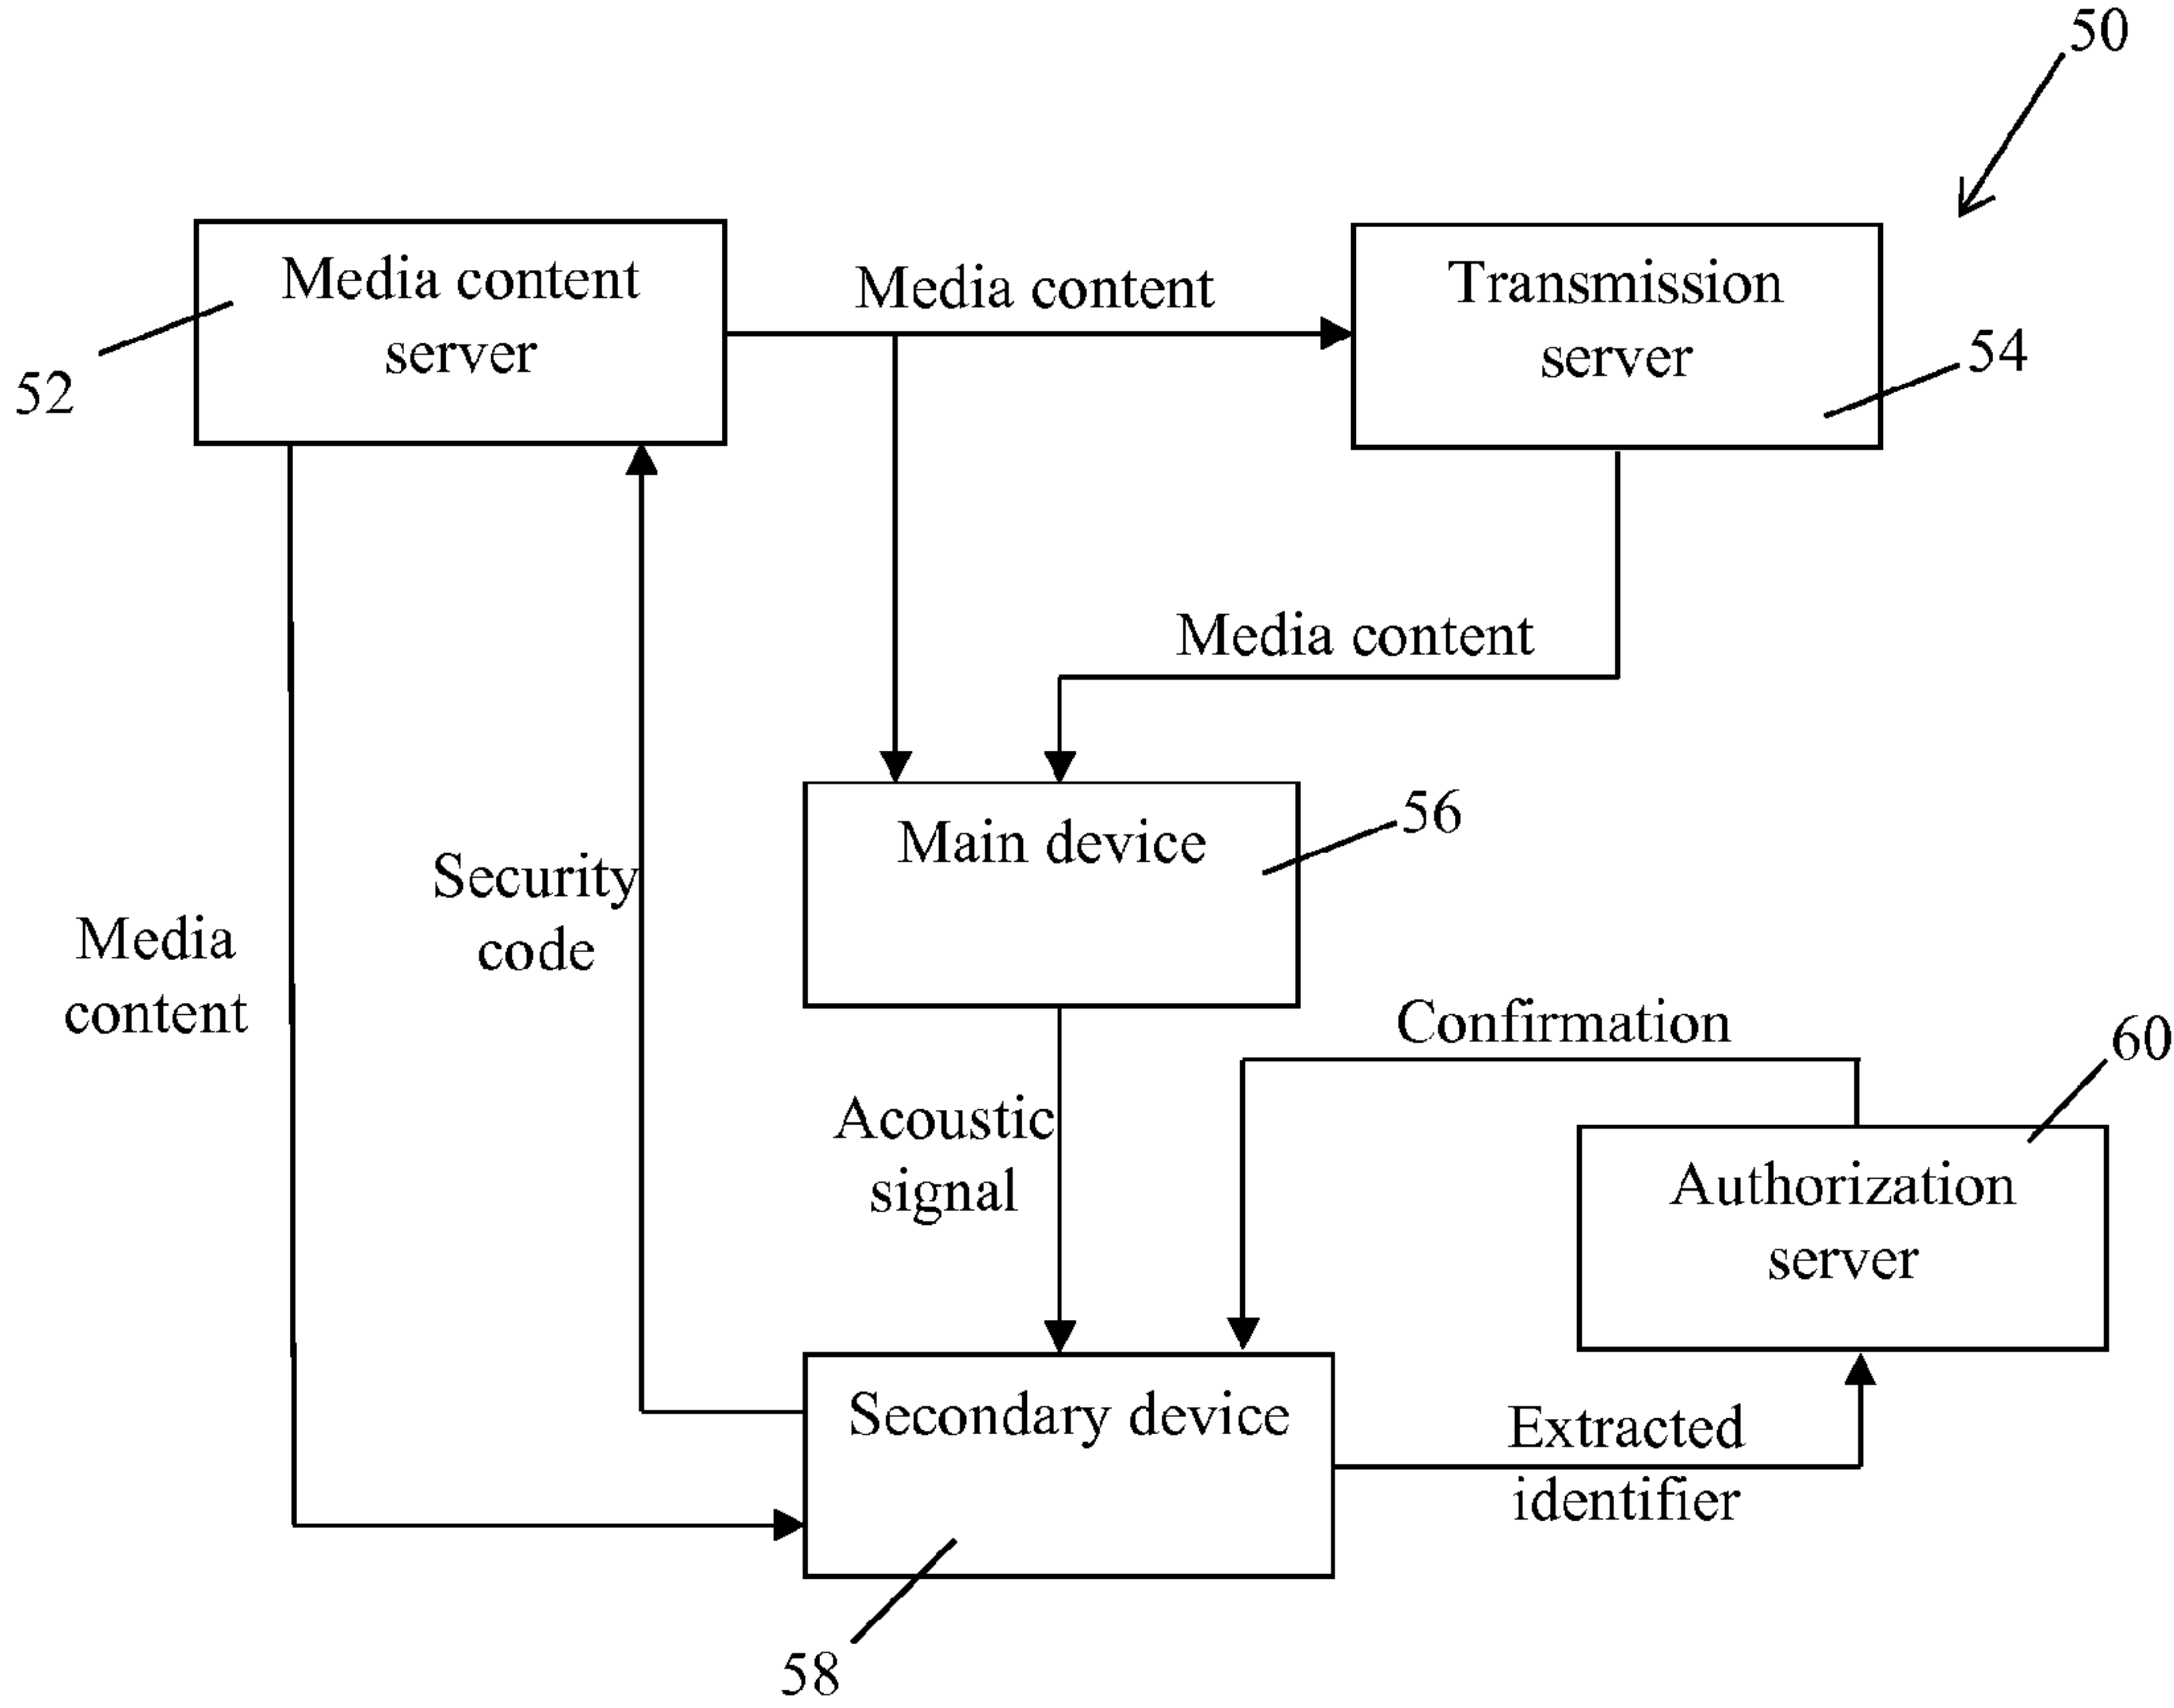 50
Media content
server
52
Media content
Transmission
server
54
Media content
Main device
56
Security
code
Media
content
Confirmation
60
Acoustic
signal
Authorization
server
Secondary device
Extracted
identifier
58